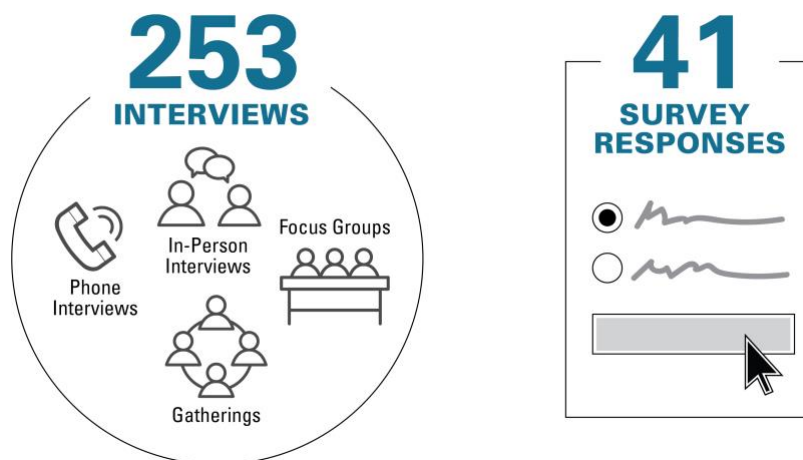 253
INTERVIEWS
Phone
Interviews
In-Person
Interviews
Focus Groups
Gatherings
41
SURVEY
RESPONSES